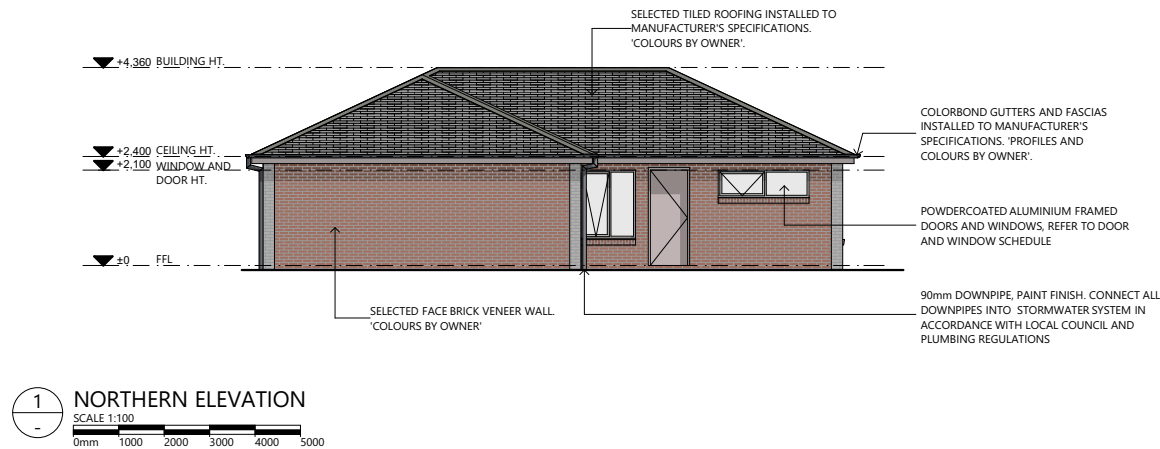 SELECTED TILED ROOFING INSTALLED TO
MANUFACTURER'S SPECIFICATIONS.
'COLOURS BY OWNER'.
+4.360 BUILDING HT.
COLORBOND GUTTERS AND FASCIAS
INSTALLED TO MANUFACTURER'S
SPECIFICATIONS. 'PROFILES AND
COLOURS BY OWNER'.
+2.400 CEILING HT.
+2.100 WINDOW AND
DOOR HT.
POWDERCOATED ALUMINIUM FRAMED
DOORS AND WINDOWS, REFER TO DOOR
AND WINDOW SCHEDULE
±0 FFL
SELECTED FACE BRICK VENEER WALL.
'COLOURS BY OWNER'
90mm DOWNPIPE, PAINT FINISH. CONNECT ALL
DOWNPIPES INTO STORMWATER SYSTEM IN
ACCORDANCE WITH LOCAL COUNCIL AND
PLUMBING REGULATIONS
1
-
NORTHERN ELEVATION
SCALE 1:100
0mm 1000 2000 3000 4000 5000